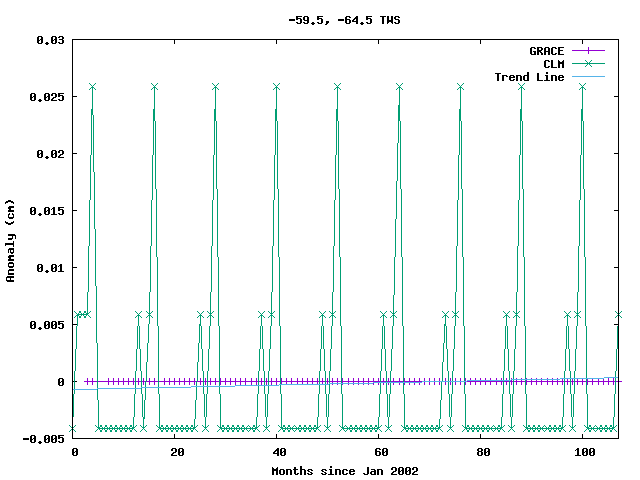 -59.5, -64.5 TWS
0.03
0.025
0.02
0.015
0.01
0.005
0
-0.005
Anomaly (cm)
GRACE
CLM
Trend Line
0 20 40 60 80 100
Months since Jan 2002